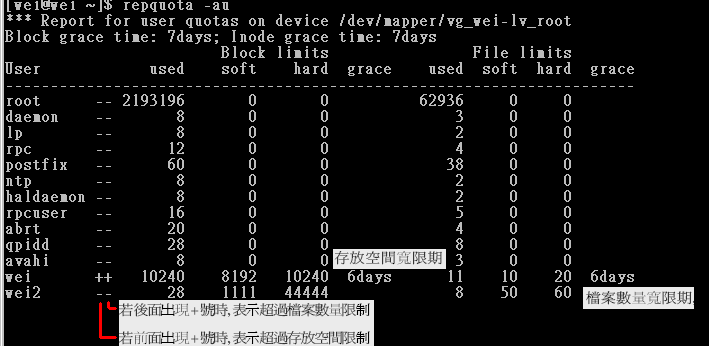 [wei@wei ~]$ repquota -au
*** Report for user quotas on device /dev/mapper/vg_wei-lv_root
Block grace time: 7days; Inode grace time: 7days
Block limits File limits
User used soft hard grace used soft hard grace
----------------------------------------------------------------------
root -- 2193196 0 0 62936 0 0
daemon -- 8 0 0 3 0 0
lp -- 8 0 0 2 0 0
rpc -- 12 0 0 4 0 0
postfix -- 60 0 0 38 0 0
ntp -- 8 0 0 2 0 0
haldaemon -- 8 0 0 2 0 0
rpcuser -- 16 0 0 5 0 0
abrt -- 20 0 0 4 0 0
qpidd -- 28 0 0 8 0 0
avahi -- 8 0 0 3 0 0
存放空間寬限期
wei ++ 10240 8192 10240 6days 11 10 20 6days
wei2 -- 28 1111 44444 8 50 60
檔案數量寬限期.
若後面出現+號時,表示超過檔案數量限制
若前面出現+號時,表示超過存放空間限制